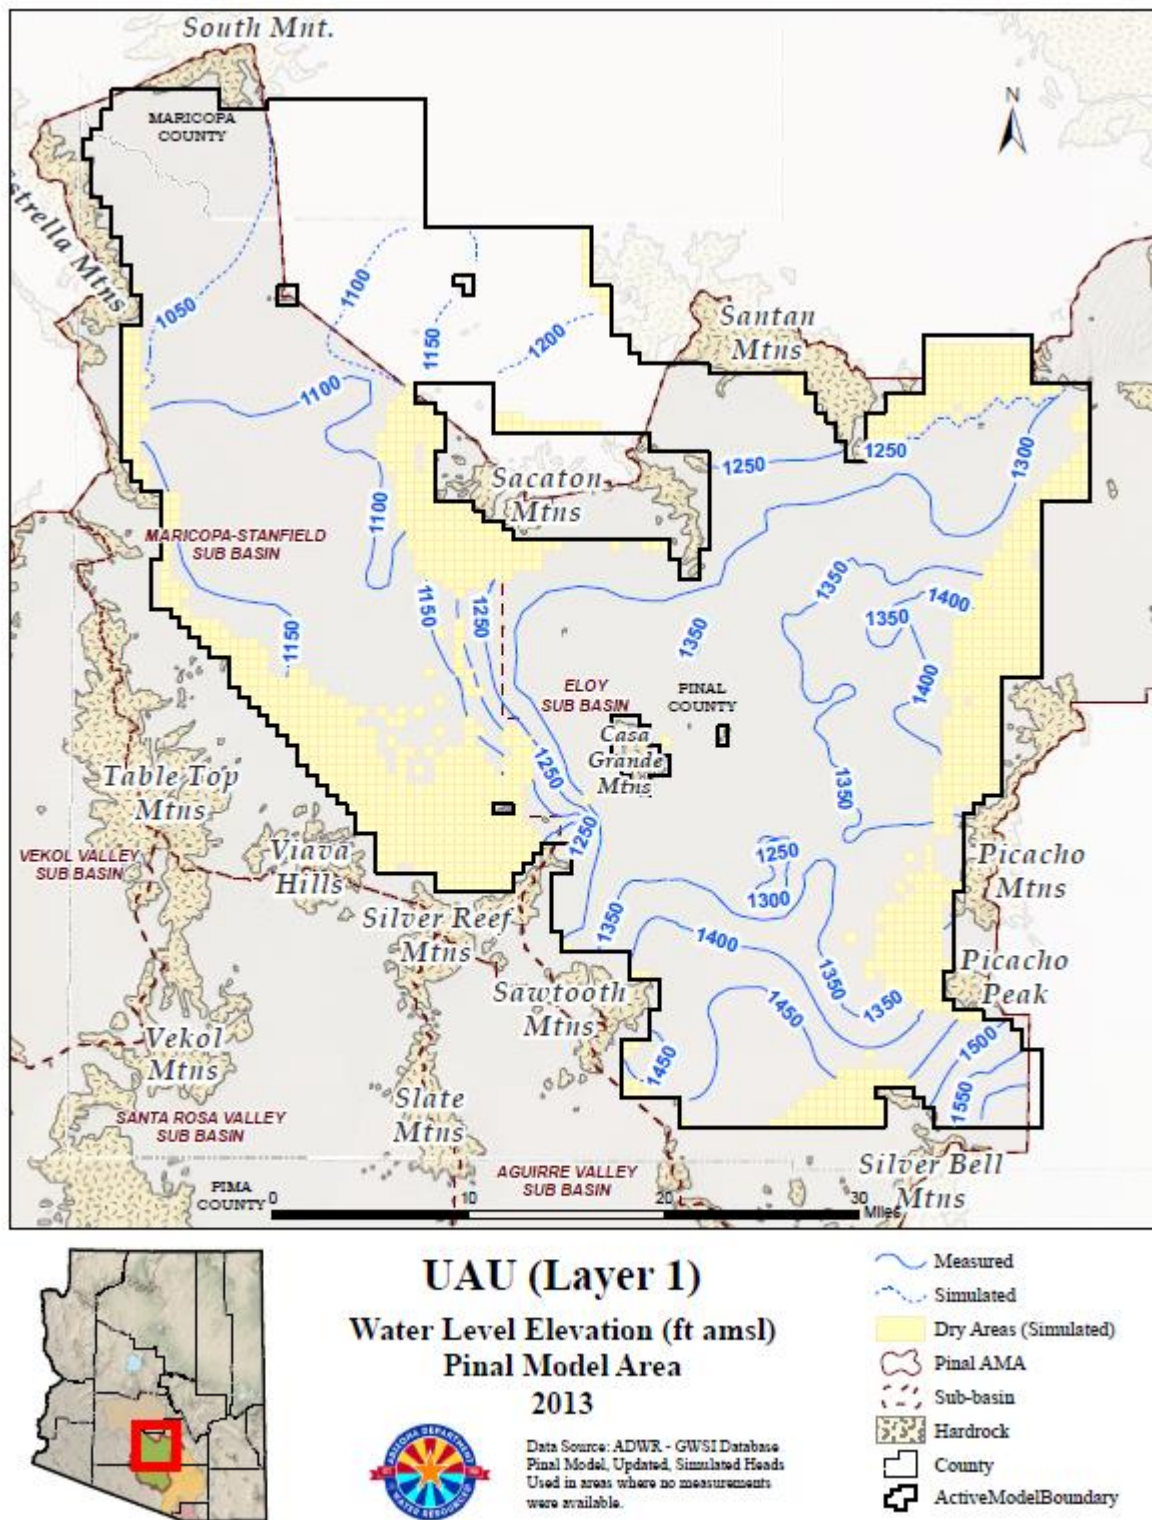 South Mnt.
MARICOPA
COUNTY
N
Estrella Mtns
1050
1100
1150
1200
Santan
Mtns
1100
1250
1250
1300
Sacaton
Mtns
1100
MARICOPA-STANFIELD
SUB BASIN
1150
1250
1150
1350
1350
1350
1400
1400
ELOY
SUB BASIN
PINAL
COUNTY
Casa
Grande
Mtns
1250
1350
Table Top
Mtns
VEKOL VALLEY
SUB BASIN
Viava
Hills
1250
1250
1300
Picacho
Mtns
Silver Reef
Mtns
1350
1400
1350
1350
Picacho
Peak
Sawtooth
Mtns
1450
1450
1500
1550
Vekol
Mtns
Slate
Mtns
SANTA ROSA VALLEY
SUB BASIN
AGUIRRE VALLEY
SUB BASIN
Silver Bell
Mtns
PIMA
COUNTY
0 10 20 30
Miles
UAU (Layer 1)
Water Level Elevation (ft amsl)
Pinal Model Area
2013
ARIZONA DEPARTMENT
WATER RESOURCES
Data Source: ADWR - GWSI Database
Pinal Model, Updated, Simulated Heads
Used in areas where no measurements
were available.
Measured
Simulated
Dry Areas (Simulated)
Pinal AMA
Sub-basin
Hardrock
County
ActiveModelBoundary